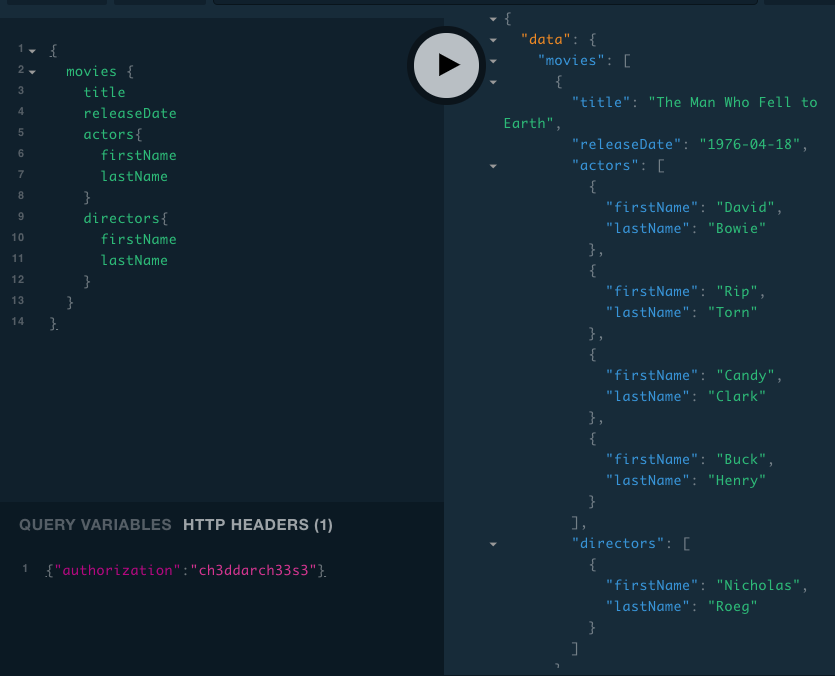 1 {
2 movies {
3 title
4 releaseDate
5 actors{
6 firstName
7 lastName
8 }
9 directors{
10 firstName
11 lastName
12 }
13 }
14 }
QUERY VARIABLES HTTP HEADERS (1)
1 {"authorization":"ch3ddarch33s3"}
{
"data": {
"movies": [
{
"title": "The Man Who Fell to
Earth",
"releaseDate": "1976-04-18",
"actors": [
{
"firstName": "David",
"lastName": "Bowie"
},
{
"firstName": "Rip",
"lastName": "Torn"
},
{
"firstName": "Candy",
"lastName": "Clark"
},
{
"firstName": "Buck",
"lastName": "Henry"
}
],
"directors": [
{
"firstName": "Nicholas",
"lastName": "Roeg"
}
]